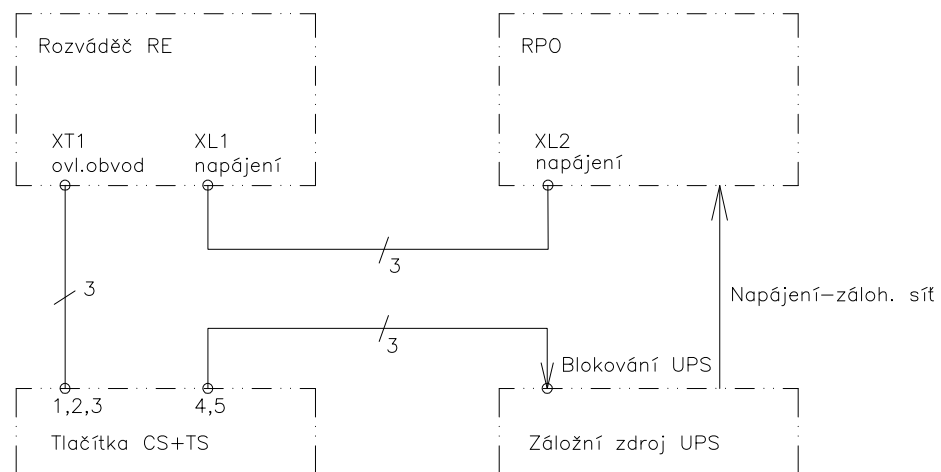 Rozváděč RE
RPO
XT1
ovl.obvod
XL1
napájení
XL2
napájení
3
3
Napájení-záloh. síť
3
Blokování UPS
1,2,3
4,5
Tlačítka CS+TS
Záložní zdroj UPS